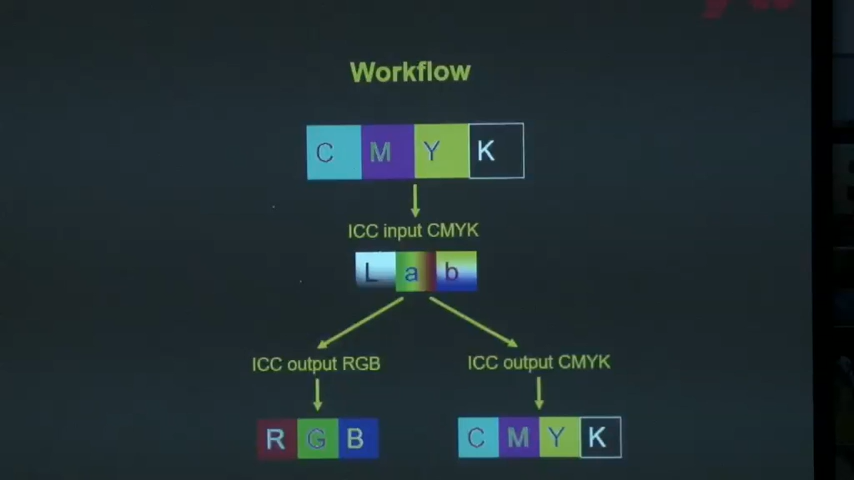 Workflow
C M Y K
ICC input CMYK
L a b
ICC output RGB ICC output CMYK
R G B C M Y K